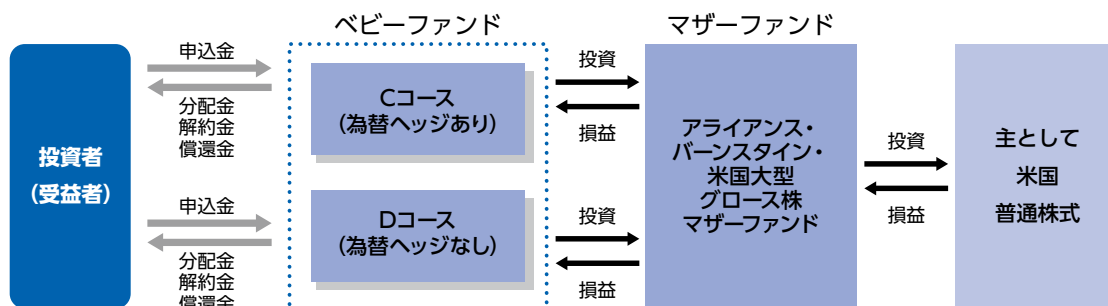 ベビーファンド
マザーファンド
投資者
(受益者)
申込金
分配金
解約金
償還金
申込金
分配金
解約金
償還金
Cコース
(為替ヘッジあり)
Dコース
(為替ヘッジなし)
投資
損益
投資
損益
アライアンス・
バーンスタイン・
米国大型
グロース株
マザーファンド
投資
損益
主として
米国
普通株式